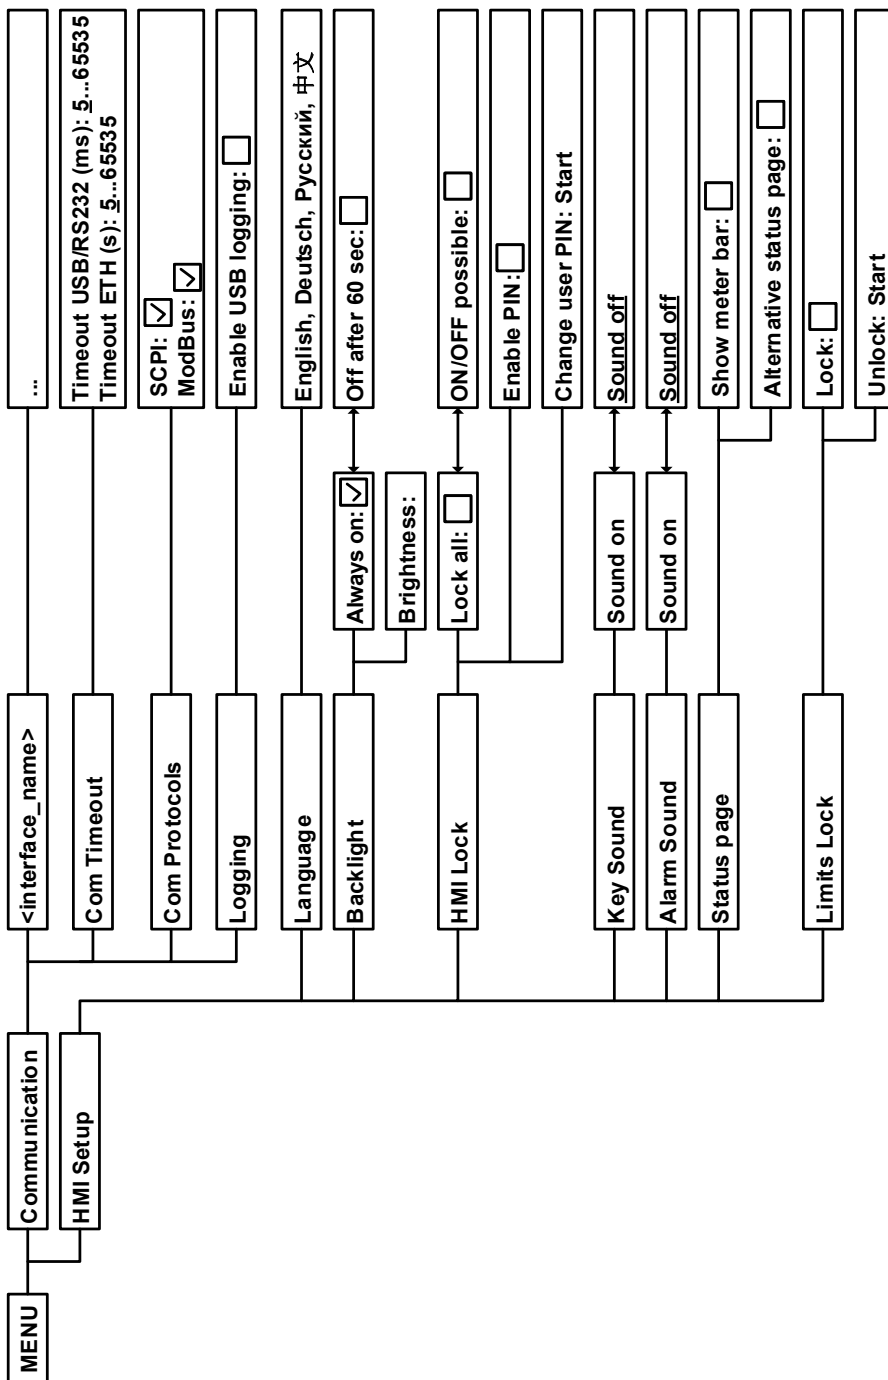 MENU
Communication
<interface_name>
...
Com Timeout
Timeout USB/RS232 (ms): 5...65535
Timeout ETH (s): 5...65535
Com Protocols
SCPI:
ModBus:
Logging
Enable USB logging:
HMI Setup
Language
English, Deutsch, Русский, 中文
Backlight
Always on:
Off after 60 sec:
Brightness:
HMI Lock
Lock all:
ON/OFF possible:
Enable PIN:
Change user PIN: Start
Key Sound
Sound on
Sound off
Alarm Sound
Sound on
Sound off
Status page
Show meter bar:
Alternative status page:
Limits Lock
Lock:
Unlock: Start